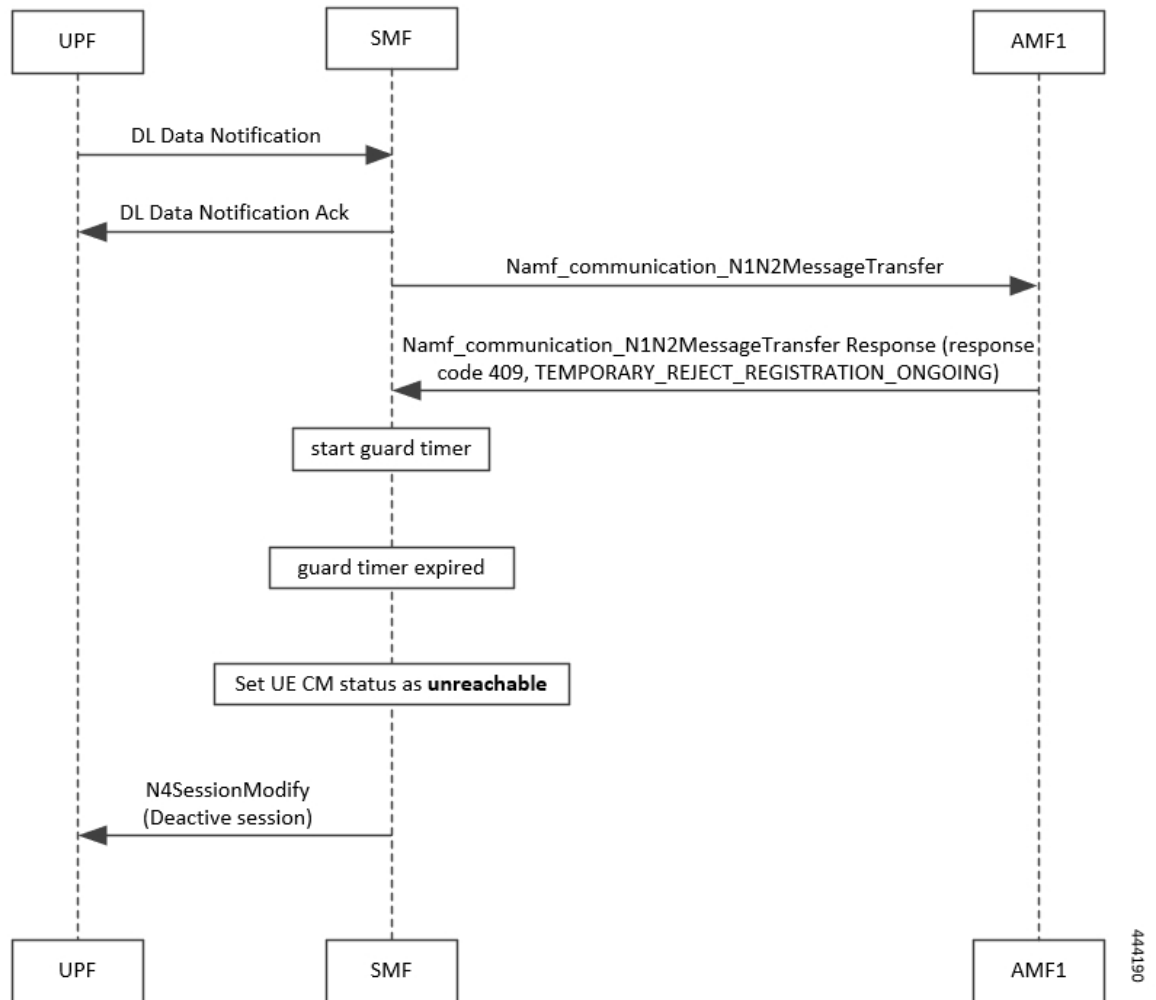 UPF
SMF
AMF1
DL Data Notification
DL Data Notification Ack
Namf_communication_N1N2MessageTransfer
Namf_communication_N1N2MessageTransfer Response (response
code 409, TEMPORARY_REJECT_REGISTRATION_ONGOING)
start guard timer
guard timer expired
Set UE CM status as unreachable
N4SessionModify
(Deactive session)
UPF
SMF
AMF1
444190